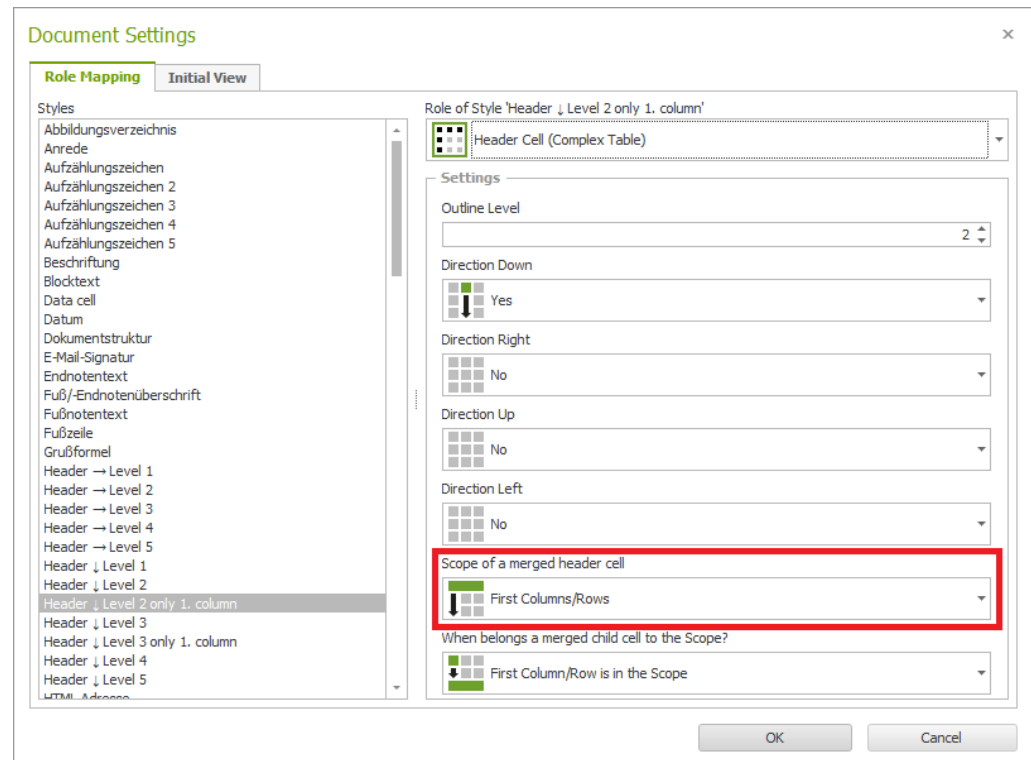 Document Settings
Role Mapping
Initial View
Styles
Abbildungsverzeichnis
Anrede
Aufzählungszeichen
Aufzählungszeichen 2
Aufzählungszeichen 3
Aufzählungszeichen 4
Aufzählungszeichen 5
Beschriftung
Blocktext
Data cell
Datum
Dokumentstruktur
E-Mail-Signatur
Endnotentext
Fuß/-Endnotenüberschrift
Fußnotentext
Fußzeile
Grußformel
Header → Level 1
Header → Level 2
Header → Level 3
Header → Level 4
Header → Level 5
Header ↓ Level 1
Header ↓ Level 2
Header ↓ Level 2 only 1. column
Header ↓ Level 3
Header ↓ Level 3 only 1. column
Header ↓ Level 4
Header ↓ Level 5
HTML Adresse
Role of Style 'Header ↓ Level 2 only 1. column'
Header Cell (Complex Table)
Settings
Outline Level
2
Direction Down
Yes
Direction Right
No
Direction Up
No
Direction Left
No
Scope of a merged header cell
First Columns/Rows
When belongs a merged child cell to the Scope?
First Column/Row is in the Scope
OK
Cancel